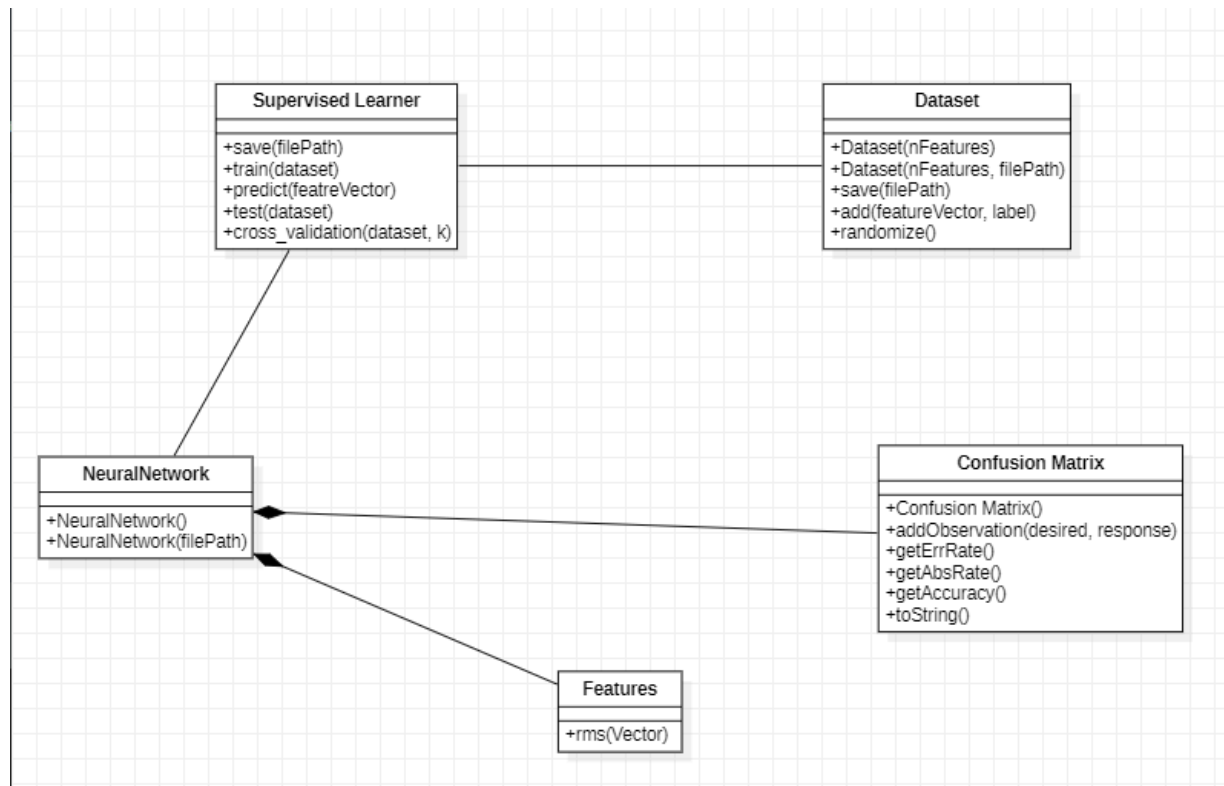 Supervised Learner
+save(filePath)
+train(dataset)
+predict(featreVector)
+test(dataset)
+cross_validation(dataset, k)
Dataset
+Dataset(nFeatures)
+Dataset(nFeatures, filePath)
+save(filePath)
+add(featureVector, label)
+randomize()
NeuralNetwork
+NeuralNetwork()
+NeuralNetwork(filePath)
Confusion Matrix
+Confusion Matrix()
+addObservation(desired, response)
+getErrRate()
+getAbsRate()
+getAccuracy()
+toString()
Features
+rms(Vector)